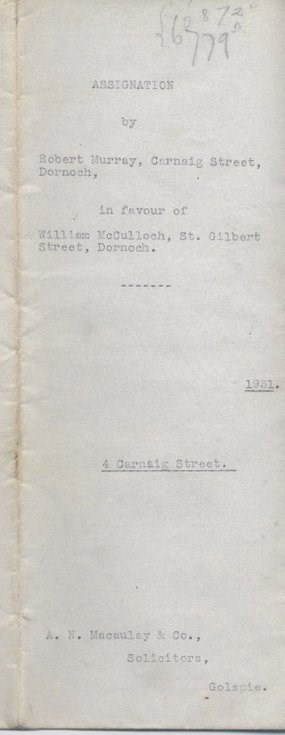 ASSIGNATION
by
Robert Murray, Carnaig Street,
Dornoch,
in favour of
William McCulloch, St. Gilbert
Street, Dornoch.
-------
1931.
4 Carnaig Street.
A. N. Macaulay & Co.,
Solicitors,
Golspie.